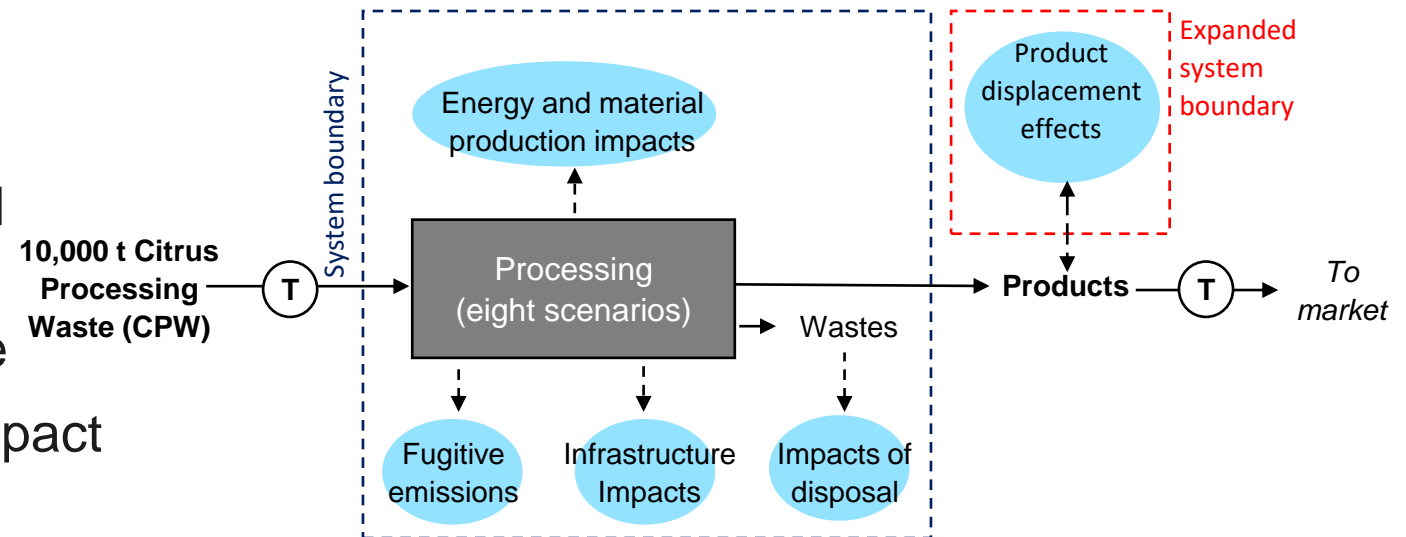 10,000 t Citrus
Processing
Waste (CPW)
T
System boundary
Energy and material
production impacts
Processing
(eight scenarios)
Wastes
Fugitive
emissions
Infrastructure
Impacts
Impacts of
disposal
Product
displacement
effects
Expanded
system
boundary
Products
T
To
market
pact